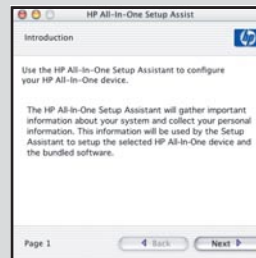 HP All-In-One Setup Assist
Introduction
hp
Use the HP All-In-One Setup Assistant to configure
your HP All-In-One device.
The HP All-In-One Setup Assistant will gather important
information about your system and collect your personal
information. This information will be used by the Setup
Assistant to setup the selected HP All-In-One device and
the bundled software.
Page 1
Back
Next